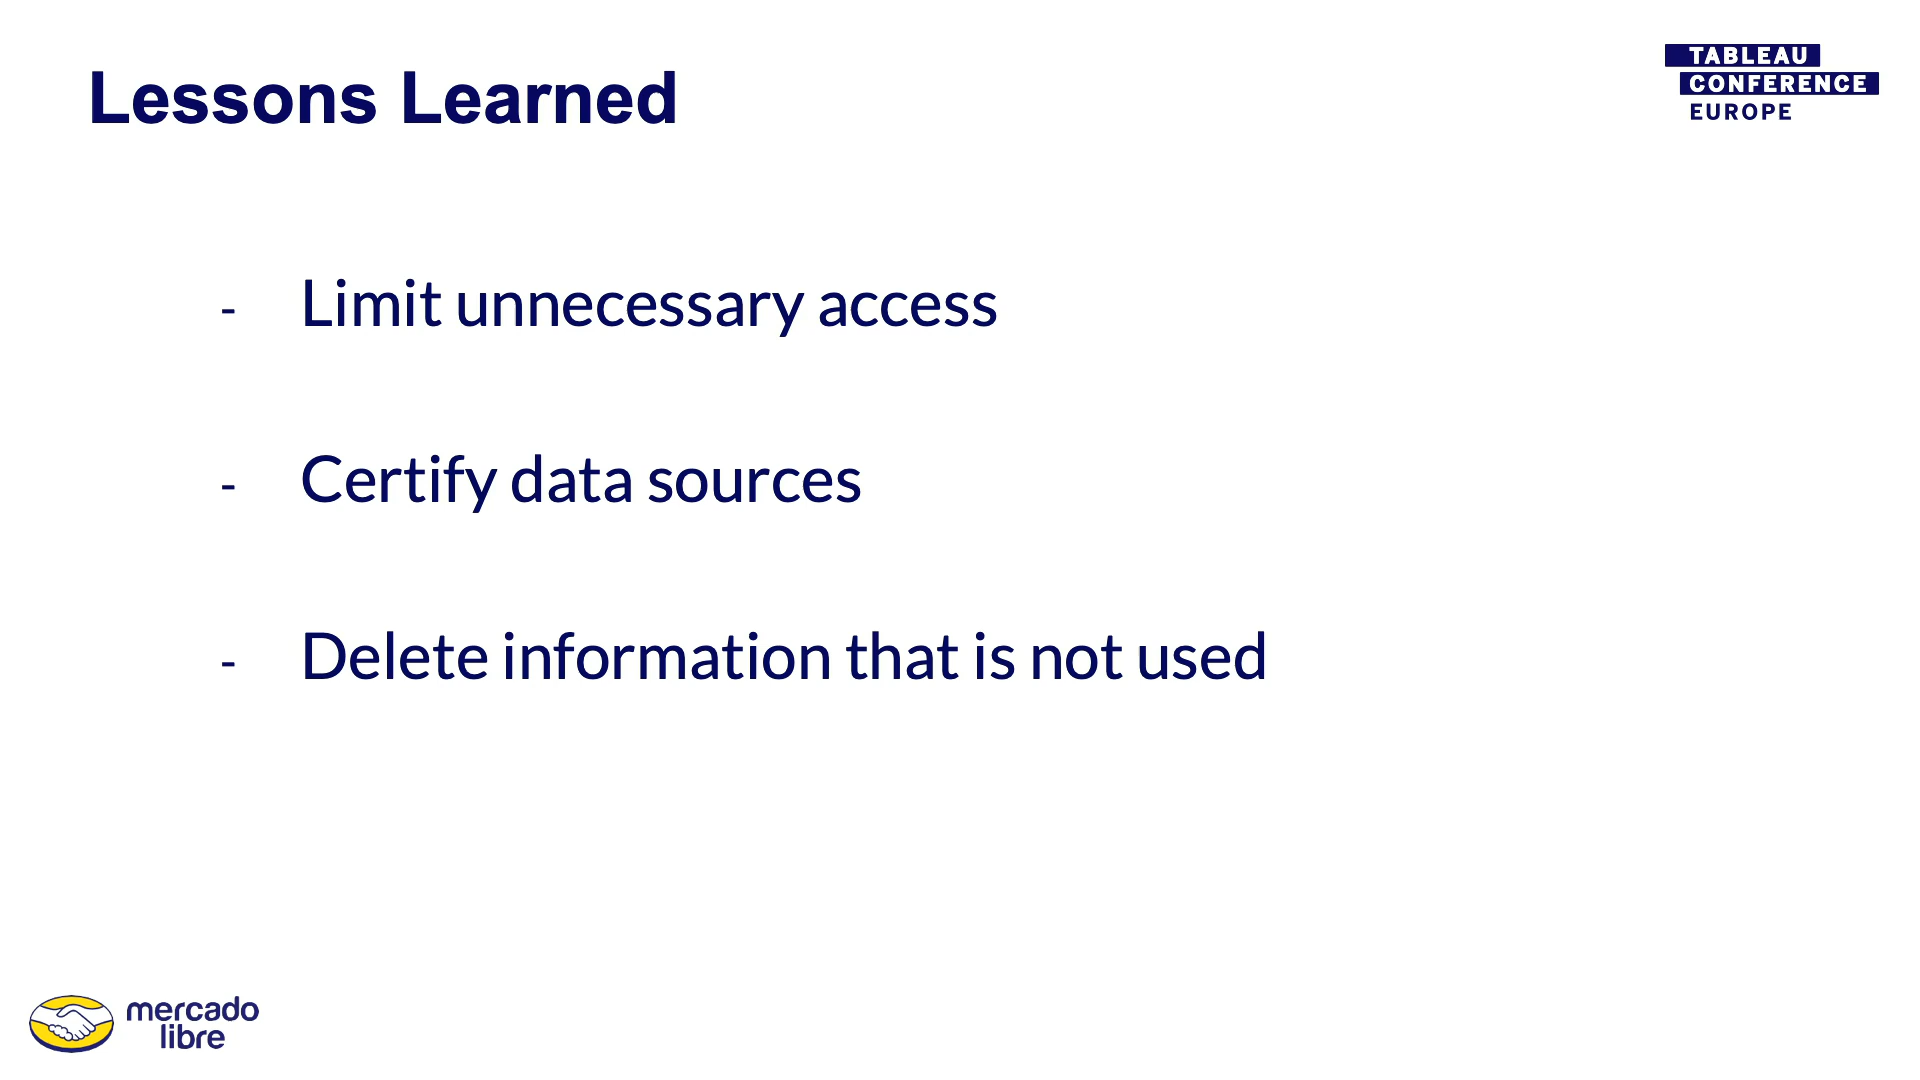 Lessons Learned
TABLEAU
CONFERENCE
EUROPE
- Limit unnecessary access
- Certify data sources
- Delete information that is not used
mercado
libre